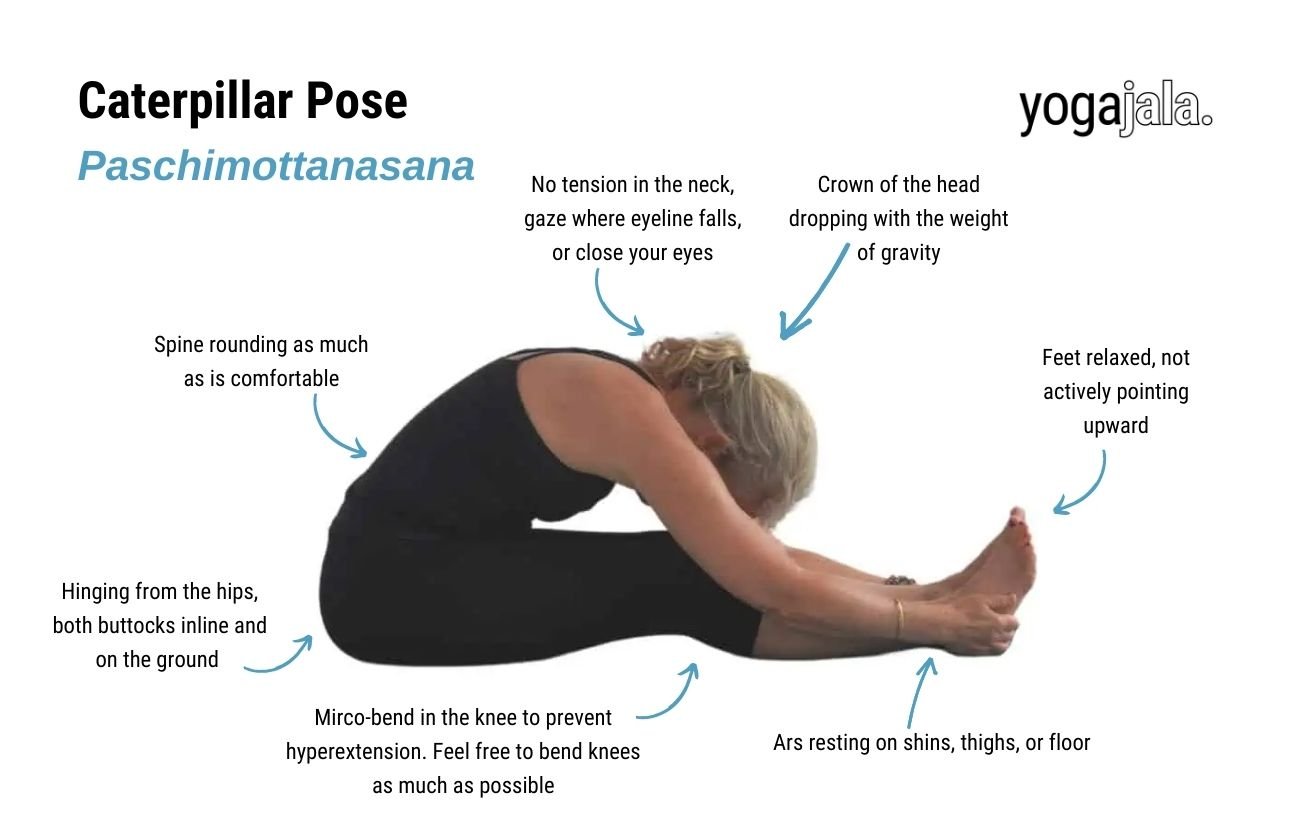 Caterpillar Pose
Paschimottanasana
yogajala.
No tension in the neck,
gaze where eyeline falls,
or close your eyes
Crown of the head
dropping with the weight
of gravity
Spine rounding as much
as is comfortable
Feet relaxed, not
actively pointing
upward
Hinging from the hips,
both buttocks inline and
on the ground
Mirco-bend in the knee to prevent
hyperextension. Feel free to bend knees
as much as possible
Ars resting on shins, thighs, or floor